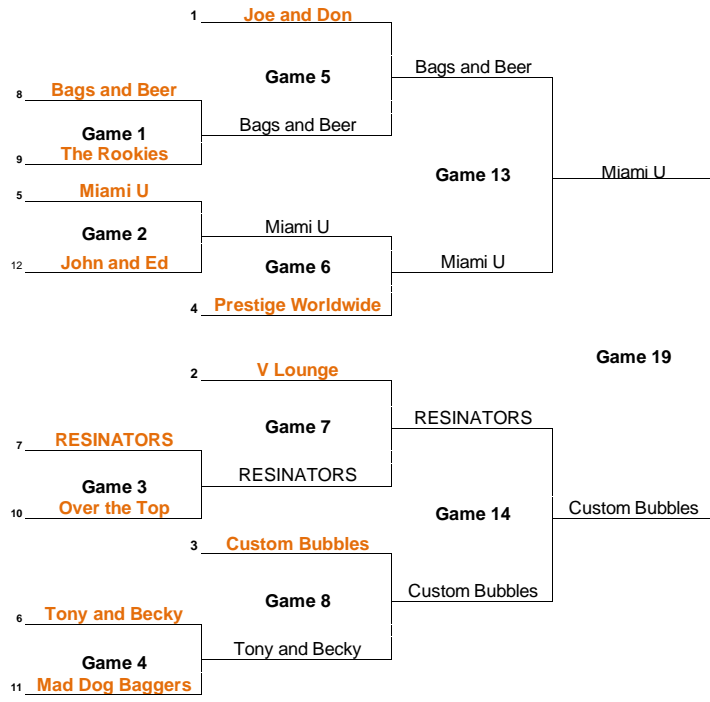 1 Joe and Don
Game 5
Bags and Beer
8 Bags and Beer
Game 1
Bags and Beer
9 The Rookies
Game 13
Miami U
5 Miami U
Game 2
Miami U
12 John and Ed
Game 6
Miami U
4 Prestige Worldwide
Game 19
2 V Lounge
Game 7
RESINATORS
7 RESINATORS
Game 3
RESINATORS
10 Over the Top
Game 14
Custom Bubbles
3 Custom Bubbles
Game 8
Custom Bubbles
6 Tony and Becky
Game 4
Tony and Becky
11 Mad Dog Baggers